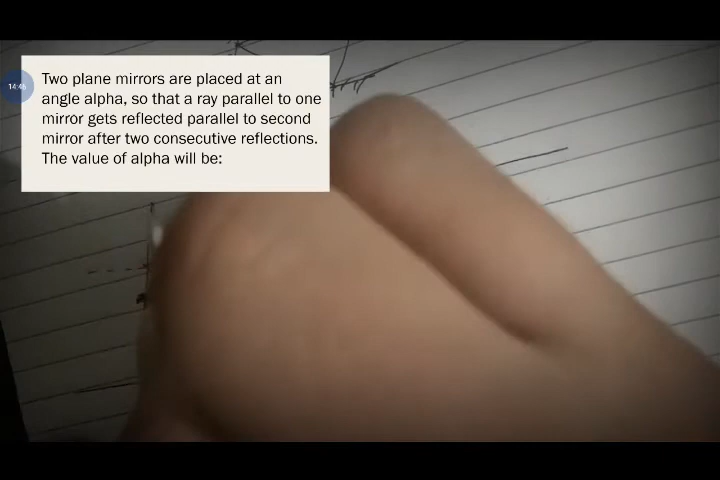 Two plane mirrors are placed at an
angle alpha, so that a ray parallel to one
mirror gets reflected parallel to second
mirror after two consecutive reflections.
The value of alpha will be: